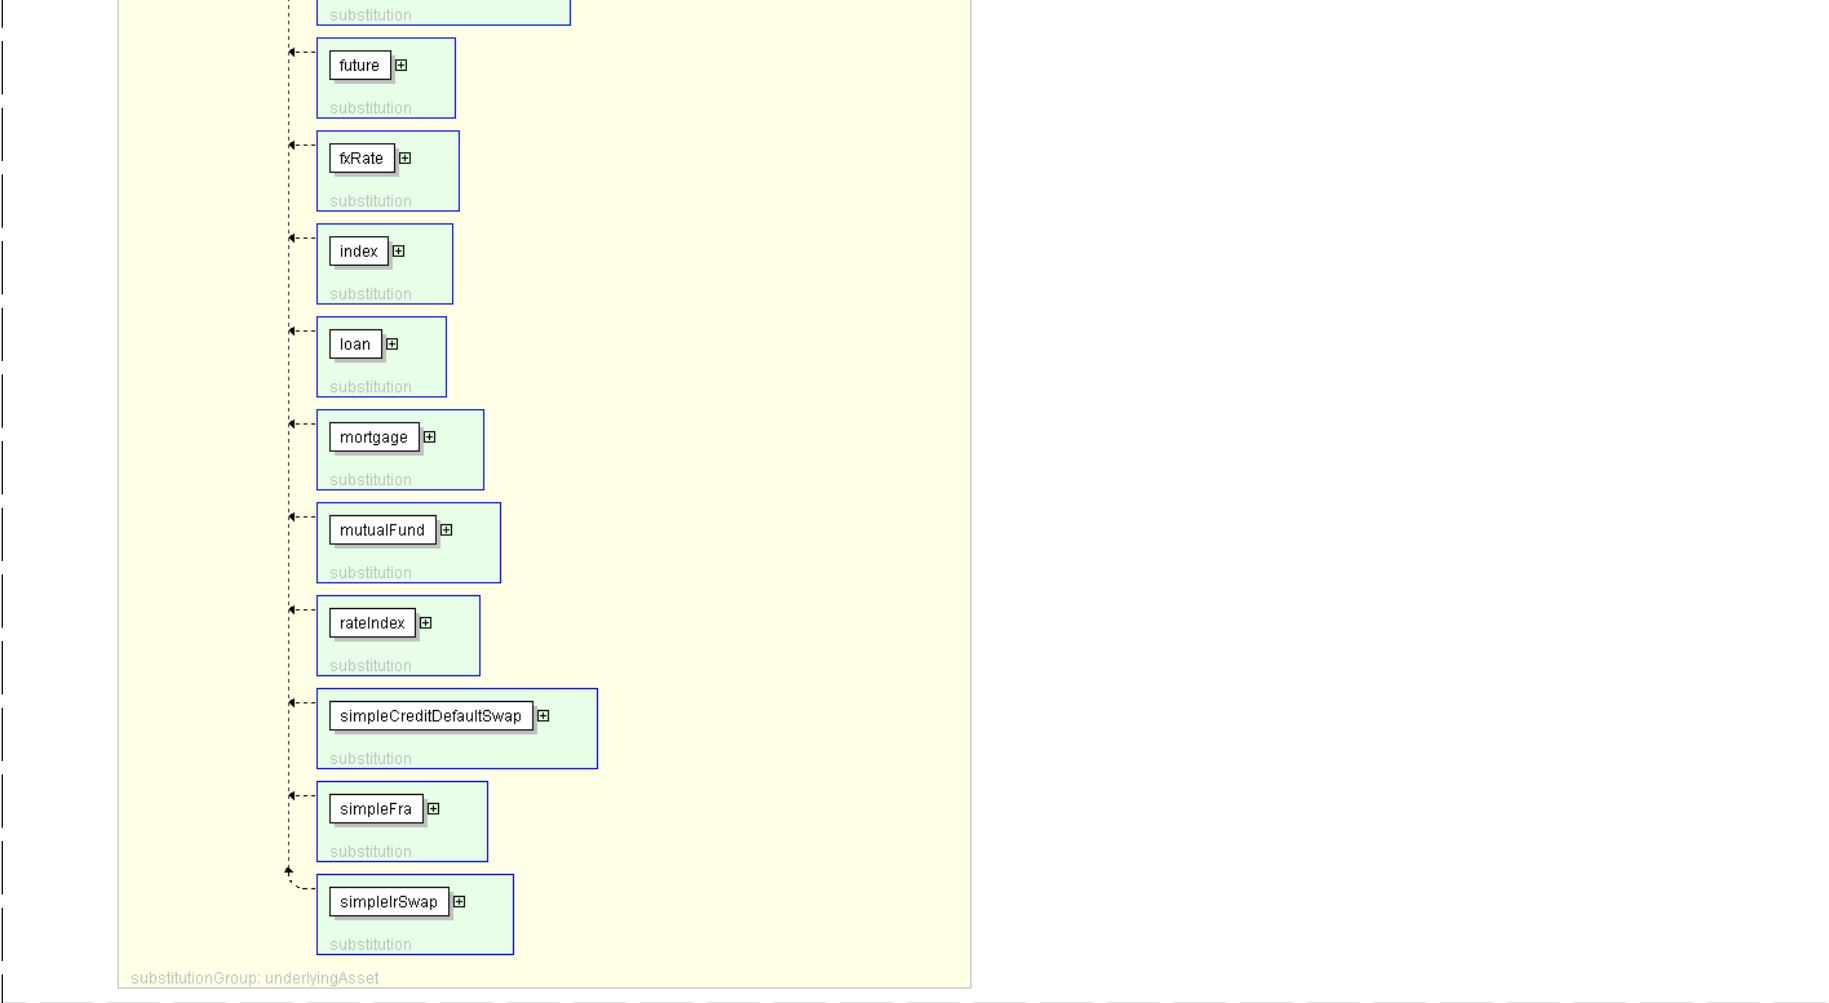 substitution
future
substitution
fxRate
substitution
index
substitution
loan
substitution
mortgage
substitution
mutualFund
substitution
rateIndex
substitution
simpleCreditDefaultSwap
substitution
simpleFra
substitution
simpleIrSwap
substitution
substitutionGroup: underlyingAsset